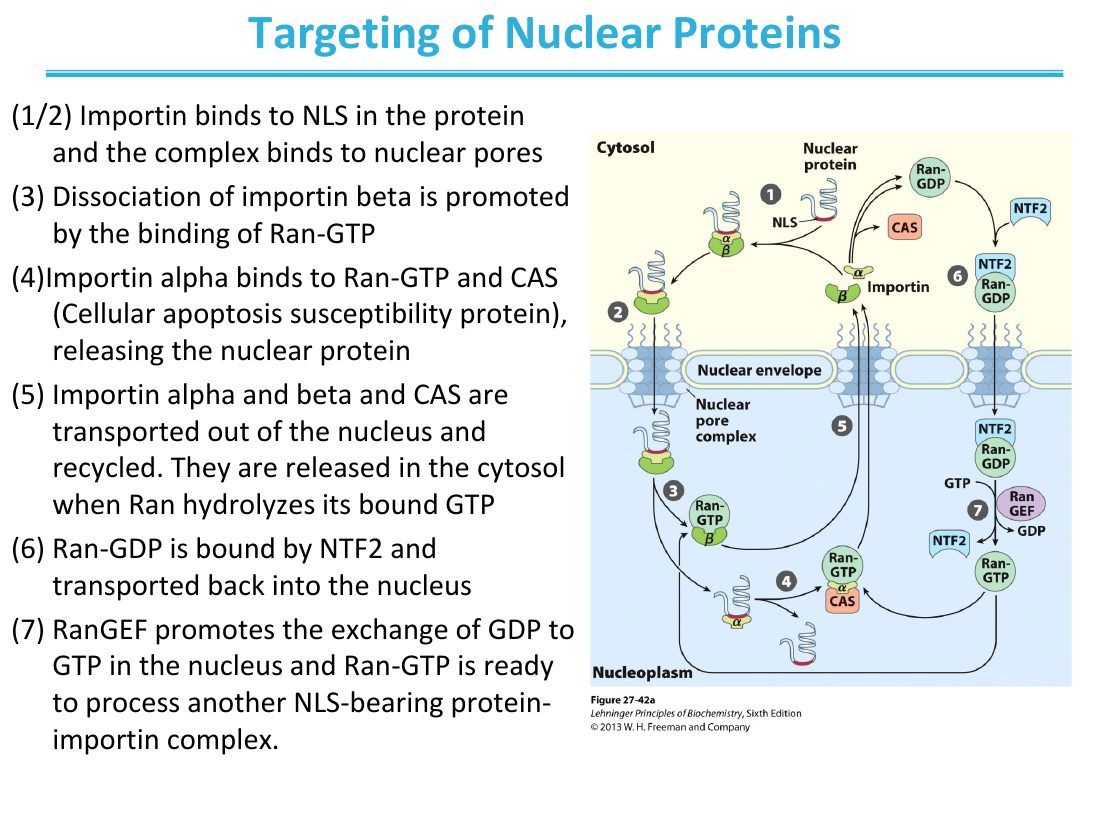 Targeting of Nuclear Proteins
(1/2) Importin binds to NLS in the protein
and the complex binds to nuclear pores
(3) Dissociation of importin beta is promoted
by the binding of Ran-GTP
(4)Importin alpha binds to Ran-GTP and CAS
(Cellular apoptosis susceptibility protein),
releasing the nuclear protein
(5) Importin alpha and beta and CAS are
transported out of the nucleus and
recycled. They are released in the cytosol
when Ran hydrolyzes its bound GTP
(6) Ran-GDP is bound by NTF2 and
transported back into the nucleus
(7) RanGEF promotes the exchange of GDP to
GTP in the nucleus and Ran-GTP is ready
to process another NLS-bearing protein-
importin complex.
Cytosol
Nuclear
protein
1
NLS
α
β
2
Ran-
GDP
CAS
α
β
Importin
NTF2
6
NTF2
Ran-
GDP
Nuclear envelope
Nuclear
pore
complex
5
3
Ran-
GTP
β
α
4
Ran-
GTP
α
CAS
NTF2
Ran-
GDP
GTP
7
Ran
GEF
GDP
NTF2
Ran-
GTP
Nucleoplasm
Figure 27-42a
Lehninger Principles of Biochemistry, Sixth Edition
© 2013 W. H. Freeman and Company